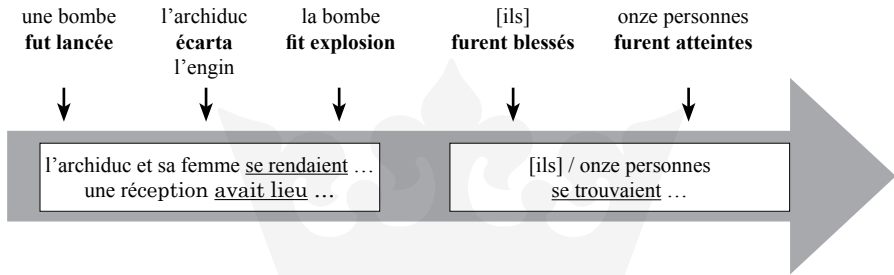 une bombe
fut lancée
l’archiduc
écarta
l’engin
la bombe
fit explosion
[ils]
furent blessés
onze personnes
furent atteintes
l’archiduc et sa femme se rendaient …
une réception avait lieu …
[ils] / onze personnes
se trouvaient …